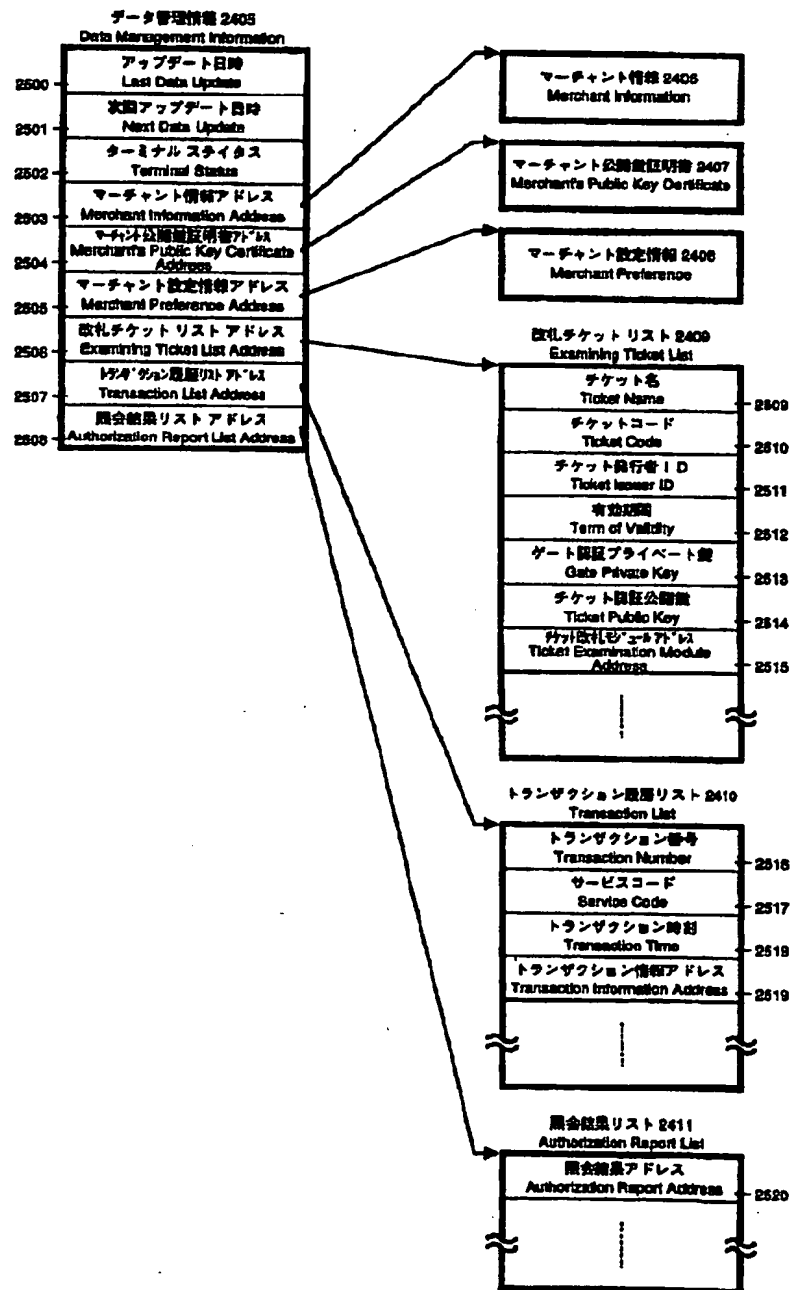 データ管理情報 2405
Data Management Information
アップデート日時
Last Data Update
2500
次回アップデート日時
Next Data Update
2501
ターミナル ステイタス
Terminal Status
2502
マーチャント情報アドレス
Merchant Information Address
2503
マーチャント公開鍵証明書アドレス
Merchant's Public Key Certificate
Address
2504
マーチャント設定情報アドレス
Merchant Preference Address
2505
改札チケット リスト アドレス
Examining Ticket List Address
2506
トランザクション履歴リスト アドレス
Transaction List Address
2507
照会結果リスト アドレス
Authorization Report List Address
2508
マーチャント情報 2406
Merchant Information
マーチャント公開鍵証明書 2407
Merchant's Public Key Certificate
マーチャント設定情報 2408
Merchant Preference
改札チケット リスト 2409
Examining Ticket List
チケット名
Ticket Name
2509
チケットコード
Ticket Code
2510
チケット発行者ID
Ticket Issuer ID
2511
有効期間
Term of Validity
2512
ゲート認証プライベート鍵
Gate Private Key
2513
チケット認証公開鍵
Ticket Public Key
2514
チケット改札モジュールアドレス
Ticket Examination Module
Address
2515
トランザクション履歴リスト 2410
Transaction List
トランザクション番号
Transaction Number
2516
サービスコード
Service Code
2517
トランザクション時刻
Transaction Time
2518
トランザクション情報アドレス
Transaction Information Address
2519
照会結果リスト 2411
Authorization Report List
照会結果アドレス
Authorization Report Address
2520